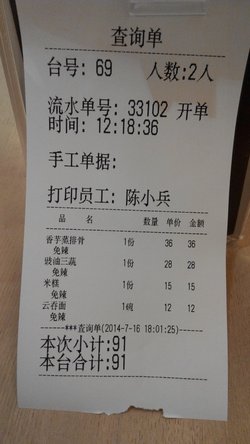 查询单
台号: 69 人数:2人
流水单号: 33102 开单
时间: 12:18:36
手工单据:
打印员工: 陈小兵
品 名 数量 单价 金额
香芋蒸排骨 1份 36 36
免辣
豉油三蔬 1份 28 28
免辣
米糕 1份 15 15
免辣
云吞面 1碗 12 12
免辣
***查询单(2014-7-16 18:01:25)
本次小计:91
本台合计:91